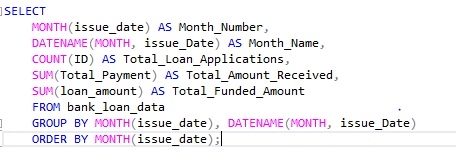 SELECT
MONTH(issue_date) AS Month_Number,
DATENAME(MONTH, issue_Date) AS Month_Name,
COUNT(ID) AS Total_Loan_Applications,
SUM(Total_Payment) AS Total_Amount_Received,
SUM(loan_amount) AS Total_Funded_Amount
FROM bank_loan_data .
GROUP BY MONTH(issue_date), DATENAME(MONTH, issue_Date)
ORDER BY MONTH(issue_date);